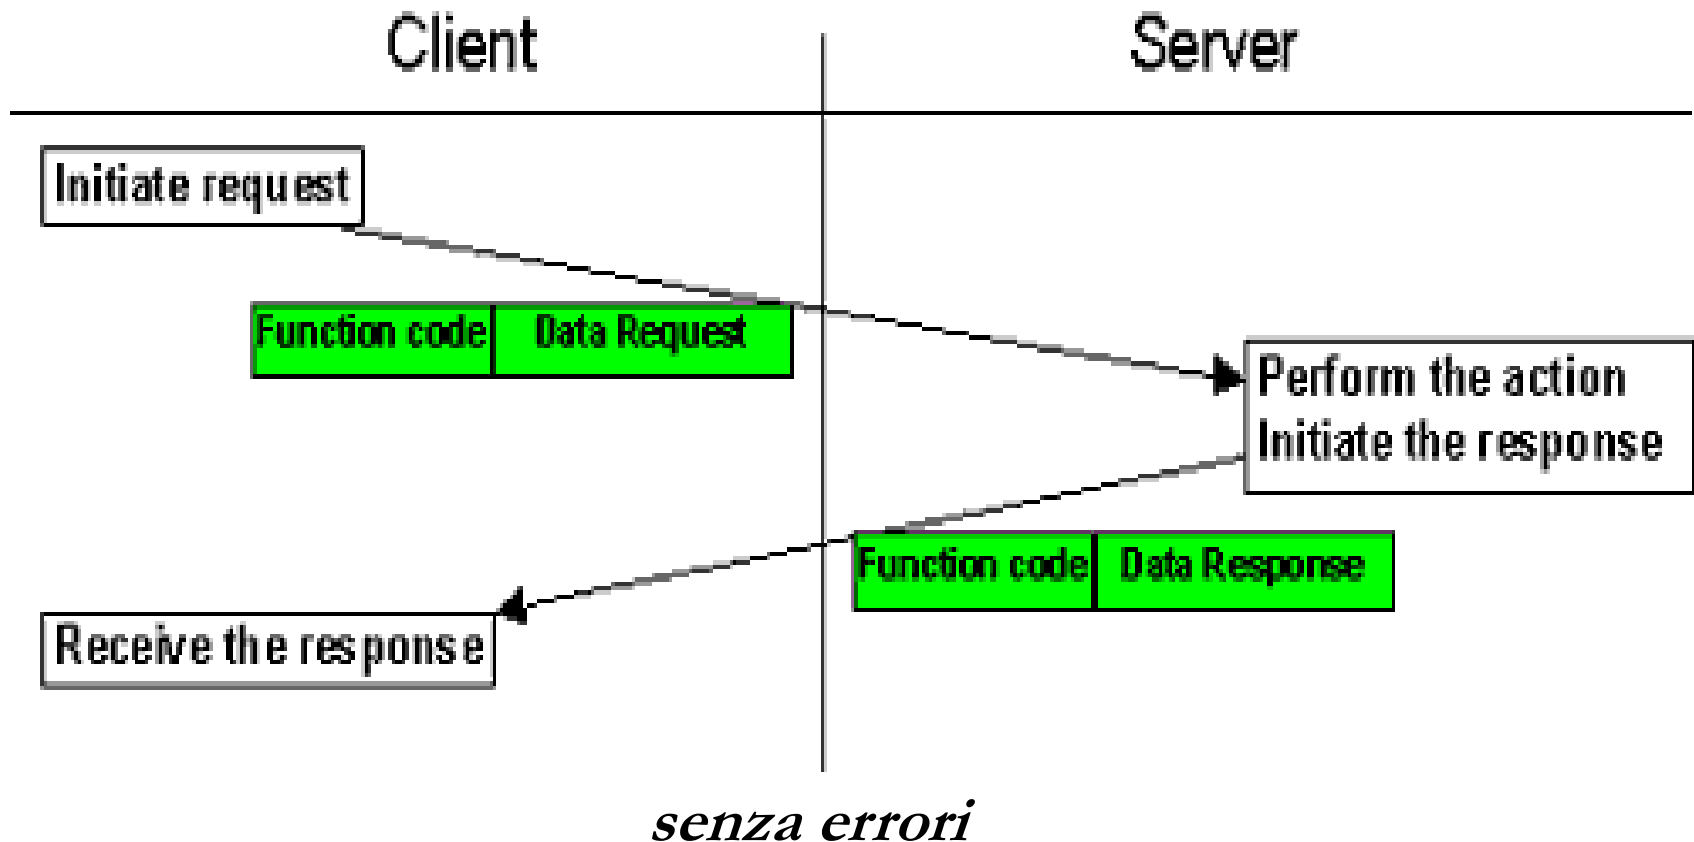 Client
Server
Initiate request
Function code
Data Request
Perform the action
Initiate the response
Function code
Data Response
Receive the response
senza errori